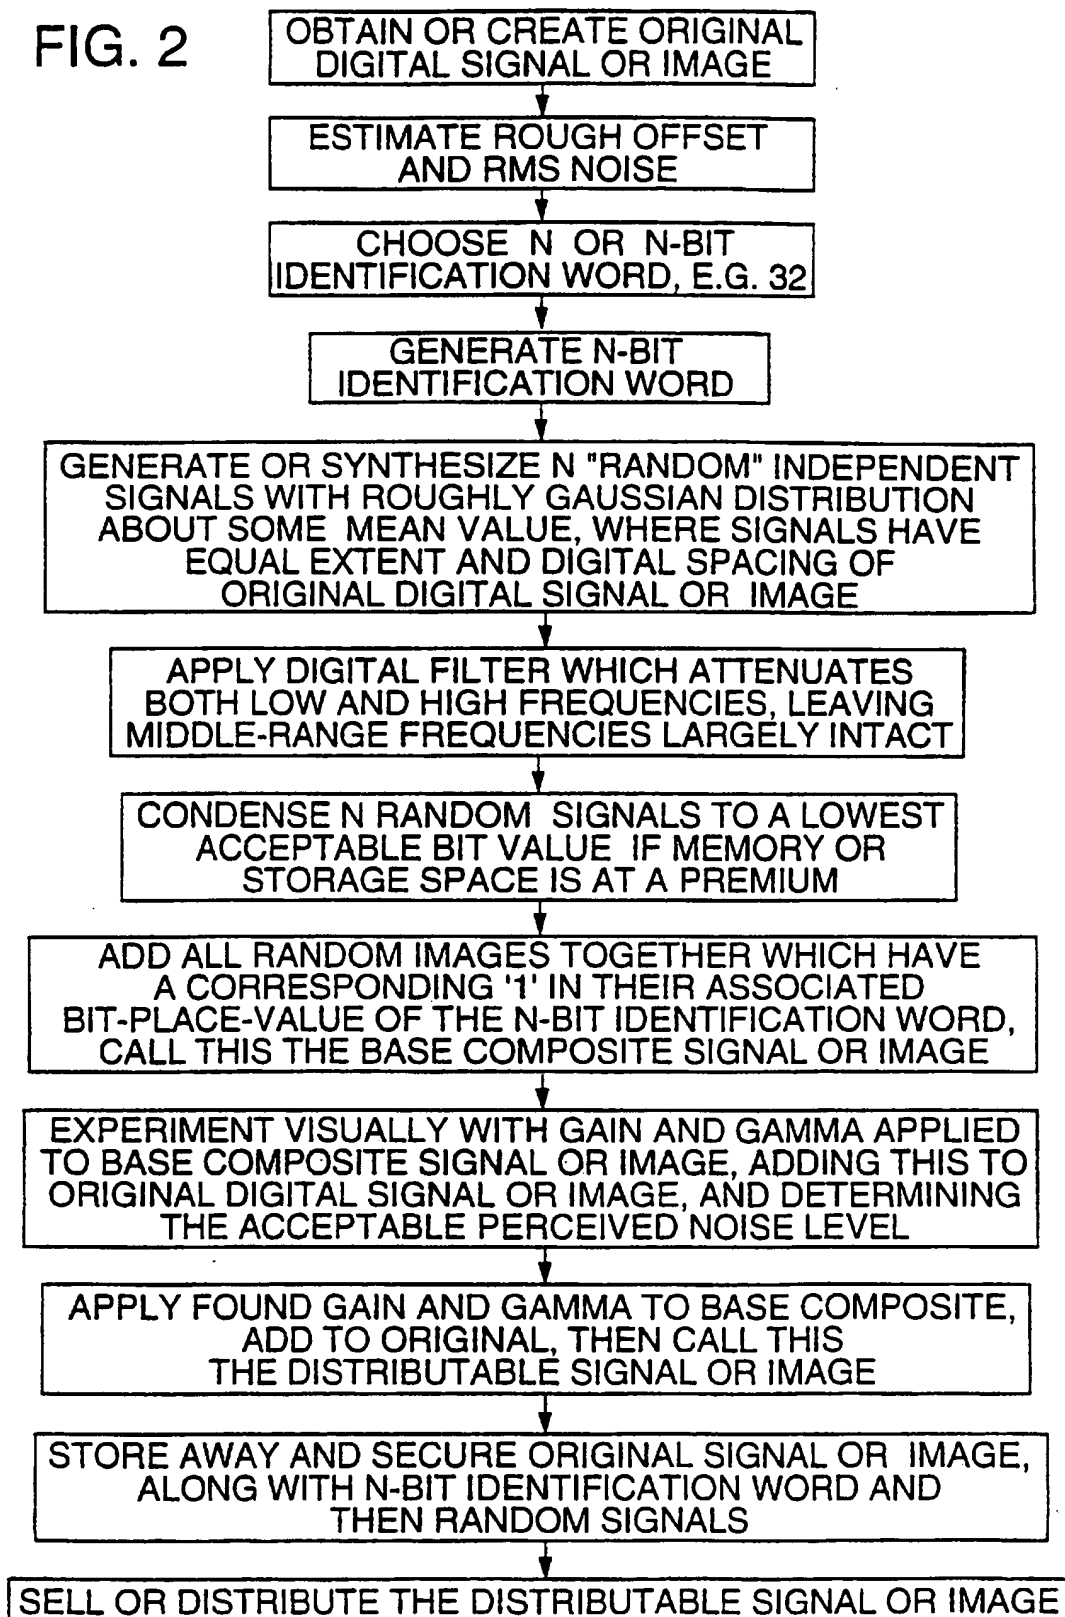 FIG. 2
OBTAIN OR CREATE ORIGINAL
DIGITAL SIGNAL OR IMAGE
ESTIMATE ROUGH OFFSET
AND RMS NOISE
CHOOSE N OR N-BIT
IDENTIFICATION WORD, E.G. 32
GENERATE N-BIT
IDENTIFICATION WORD
GENERATE OR SYNTHESIZE N "RANDOM" INDEPENDENT
SIGNALS WITH ROUGHLY GAUSSIAN DISTRIBUTION
ABOUT SOME MEAN VALUE, WHERE SIGNALS HAVE
EQUAL EXTENT AND DIGITAL SPACING OF
ORIGINAL DIGITAL SIGNAL OR IMAGE
APPLY DIGITAL FILTER WHICH ATTENUATES
BOTH LOW AND HIGH FREQUENCIES, LEAVING
MIDDLE-RANGE FREQUENCIES LARGELY INTACT
CONDENSE N RANDOM SIGNALS TO A LOWEST
ACCEPTABLE BIT VALUE IF MEMORY OR
STORAGE SPACE IS AT A PREMIUM
ADD ALL RANDOM IMAGES TOGETHER WHICH HAVE
A CORRESPONDING '1' IN THEIR ASSOCIATED
BIT-PLACE-VALUE OF THE N-BIT IDENTIFICATION WORD,
CALL THIS THE BASE COMPOSITE SIGNAL OR IMAGE
EXPERIMENT VISUALLY WITH GAIN AND GAMMA APPLIED
TO BASE COMPOSITE SIGNAL OR IMAGE, ADDING THIS TO
ORIGINAL DIGITAL SIGNAL OR IMAGE, AND DETERMINING
THE ACCEPTABLE PERCEIVED NOISE LEVEL
APPLY FOUND GAIN AND GAMMA TO BASE COMPOSITE,
ADD TO ORIGINAL, THEN CALL THIS
THE DISTRIBUTABLE SIGNAL OR IMAGE
STORE AWAY AND SECURE ORIGINAL SIGNAL OR IMAGE,
ALONG WITH N-BIT IDENTIFICATION WORD AND
THEN RANDOM SIGNALS
SELL OR DISTRIBUTE THE DISTRIBUTABLE SIGNAL OR IMAGE